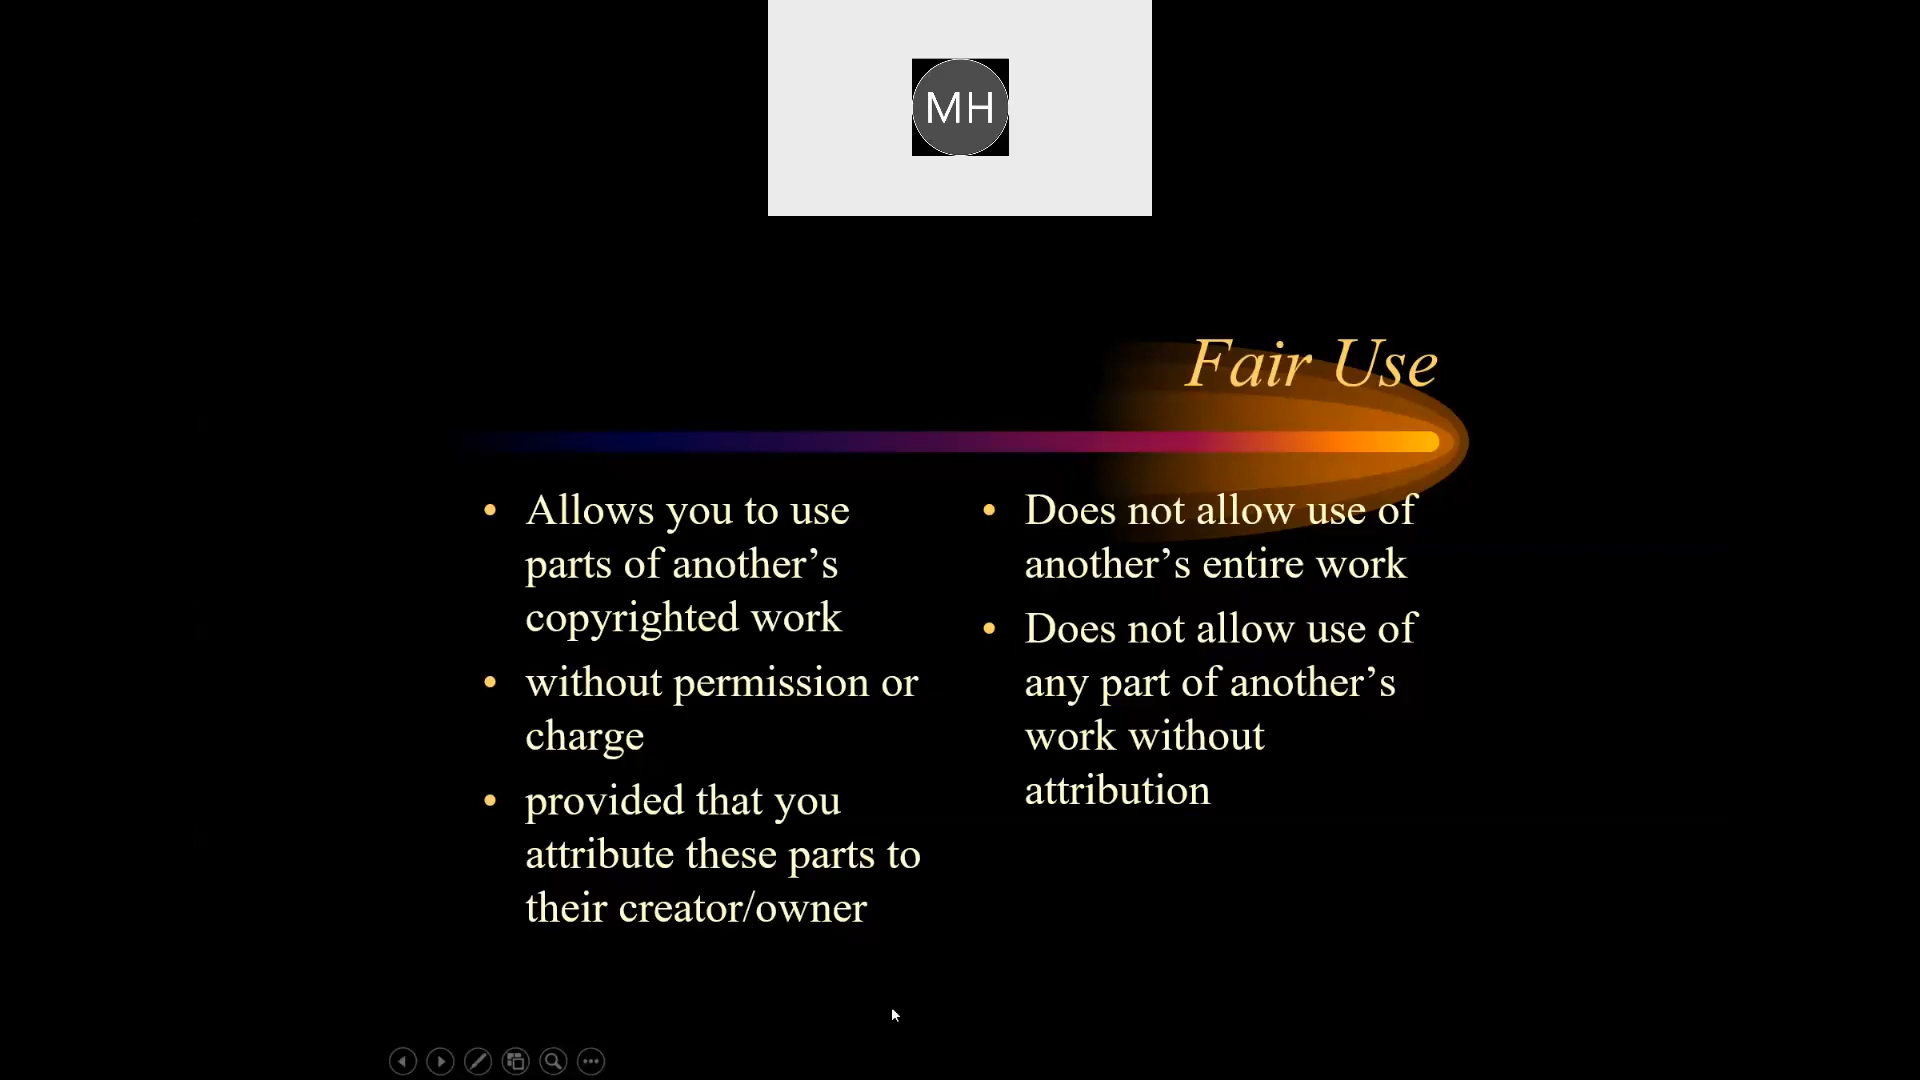 MH
Fair Use
• Allows you to use
parts of another’s
copyrighted work
• without permission or
charge
• provided that you
attribute these parts to
their creator/owner
• Does not allow use of
another’s entire work
• Does not allow use of
any part of another’s
work without
attribution